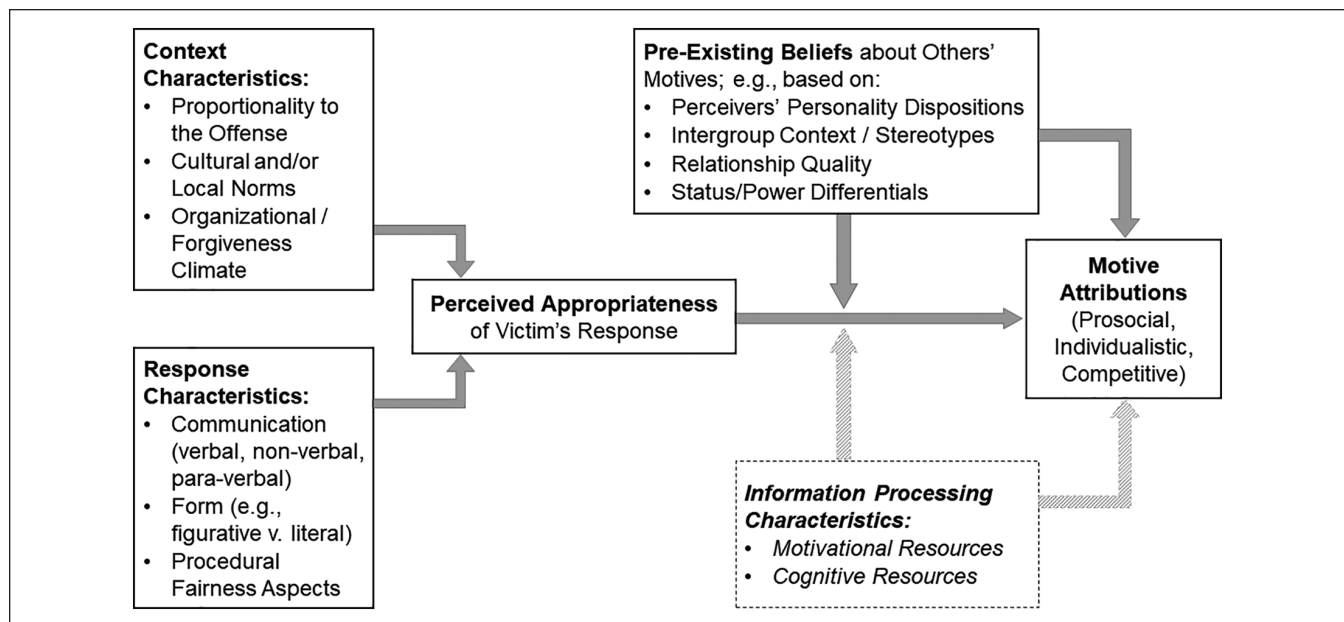 Context
Characteristics:
• Proportionality to
the Offense
• Cultural and/or
Local Norms
• Organizational /
Forgiveness
Climate
Response
Characteristics:
• Communication
(verbal, non-verbal,
para-verbal)
• Form (e.g.,
figurative v. literal)
• Procedural
Fairness Aspects
Perceived Appropriateness
of Victim's Response
Pre-Existing Beliefs about Others'
Motives; e.g., based on:
• Perceivers' Personality Dispositions
• Intergroup Context / Stereotypes
• Relationship Quality
• Status/Power Differentials
Information Processing
Characteristics:
• Motivational Resources
• Cognitive Resources
Motive
Attributions
(Prosocial,
Individualistic,
Competitive)